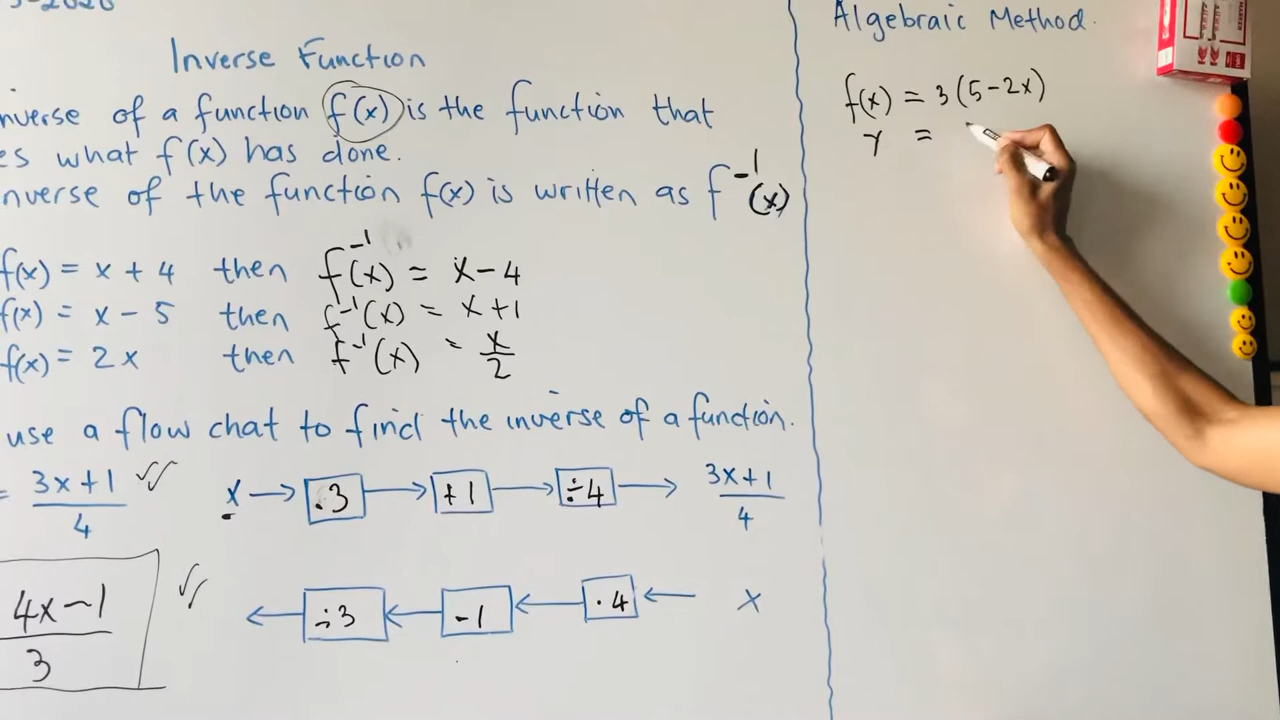 Inverse Function
nverse of a function f(x) is the function that
es what f(x) has done.
nverse of the function f(x) is written as f⁻¹(x)
f(x) = x + 4 then f⁻¹(x) = x - 4
f(x) = x - 5 then f⁻¹(x) = x + 1
f(x) = 2x then f⁻¹(x) = x/2
use a flow chat to find the inverse of a function.
= (3x+1)/4
x → .3 → +1 → ÷4 → (3x+1)/4
(4x-1)/3
← ÷3 ← -1 ← .4 ← x
Algebraic Method.
f(x) = 3(5-2x)
y =